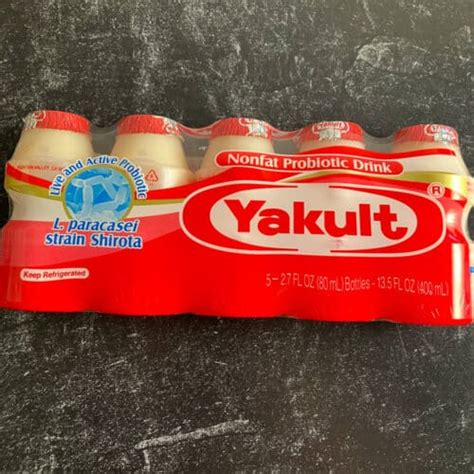 Yakult
Nonfat Probiotic Drink
Live and Active Probiotic
L. paracasei
strain Shirota
Yakult
®
Keep Refrigerated
5 – 2.7 FL OZ (80 mL) Bottles - 13.5 FL OZ (400 mL)